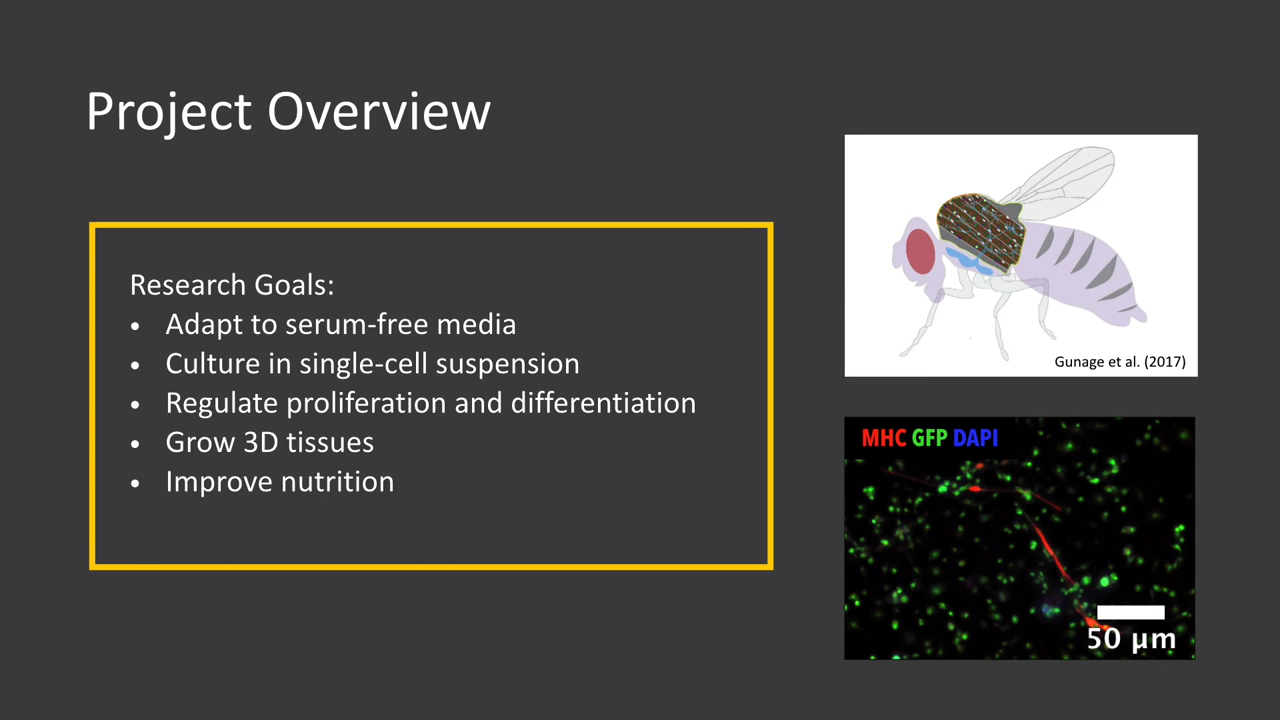 Project Overview
Research Goals:
• Adapt to serum-free media
• Culture in single-cell suspension
• Regulate proliferation and differentiation
• Grow 3D tissues
• Improve nutrition
Gunage et al. (2017)
MHC GFP DAPI
50 µm